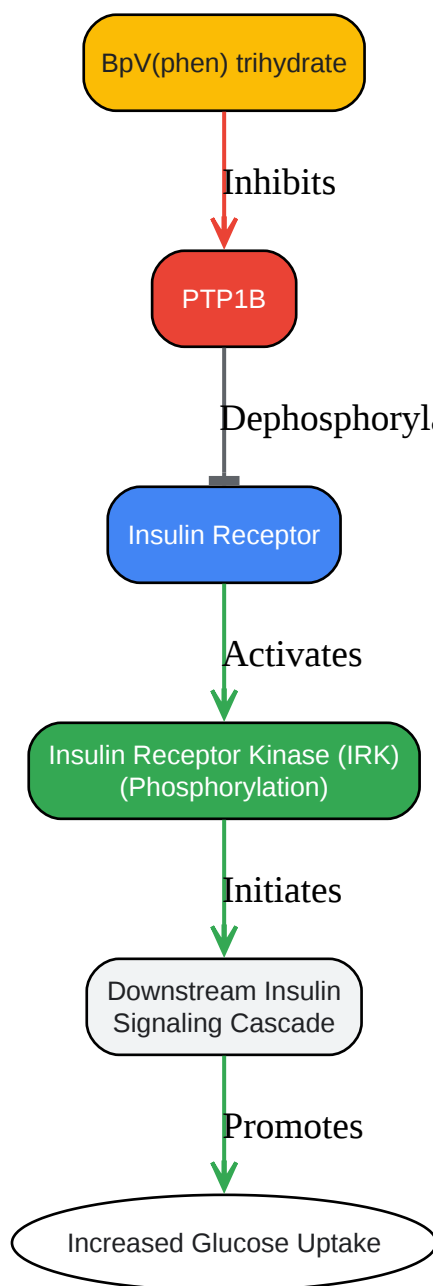 BpV(phen) trihydrate
Inhibits
PTP1B
Dephosphoryla
Insulin Receptor
Activates
Insulin Receptor Kinase (IRK)
(Phosphorylation)
Initiates
Downstream Insulin
Signaling Cascade
Promotes
Increased Glucose Uptake